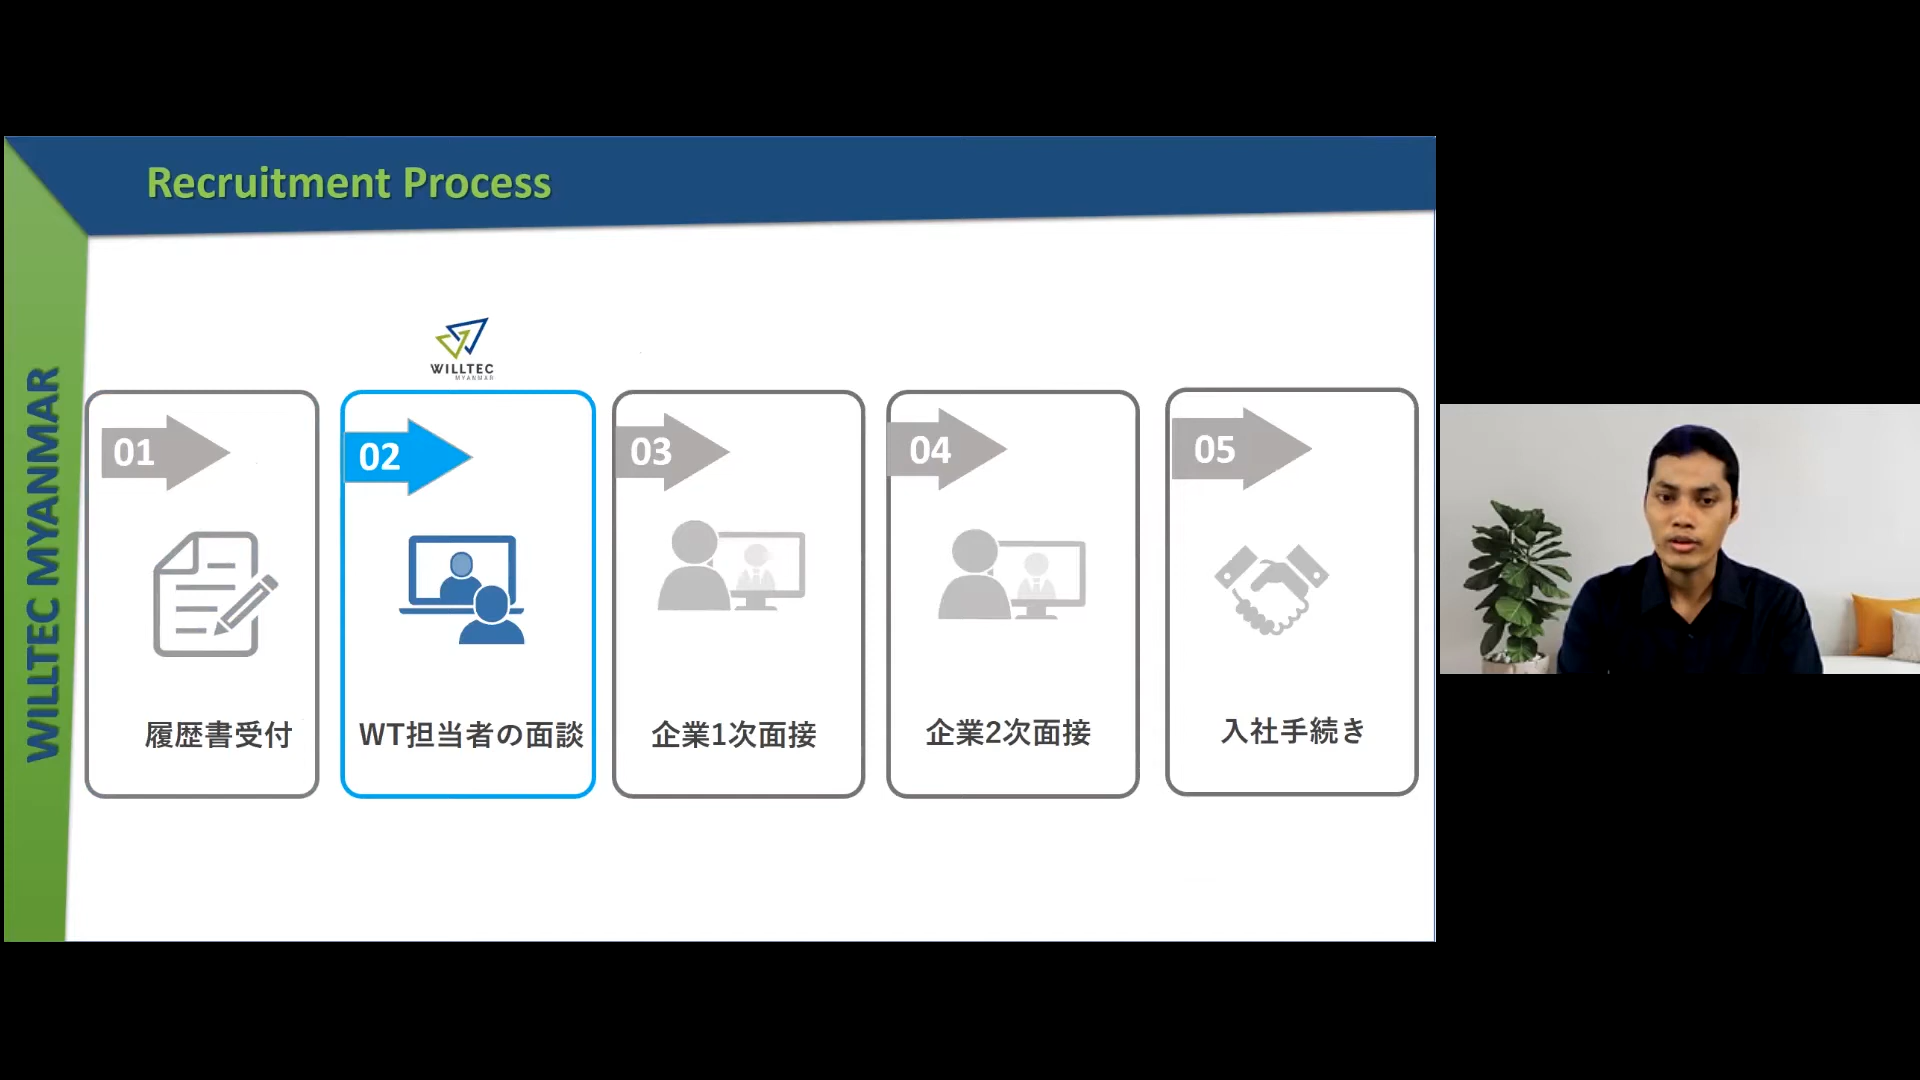 Recruitment Process
WILLTEC MYANMAR
WILLTEC
MYANMAR
01
02
03
04
05
履歴書受付
WT担当者の面談
企業1次面接
企業2次面接
入社手続き